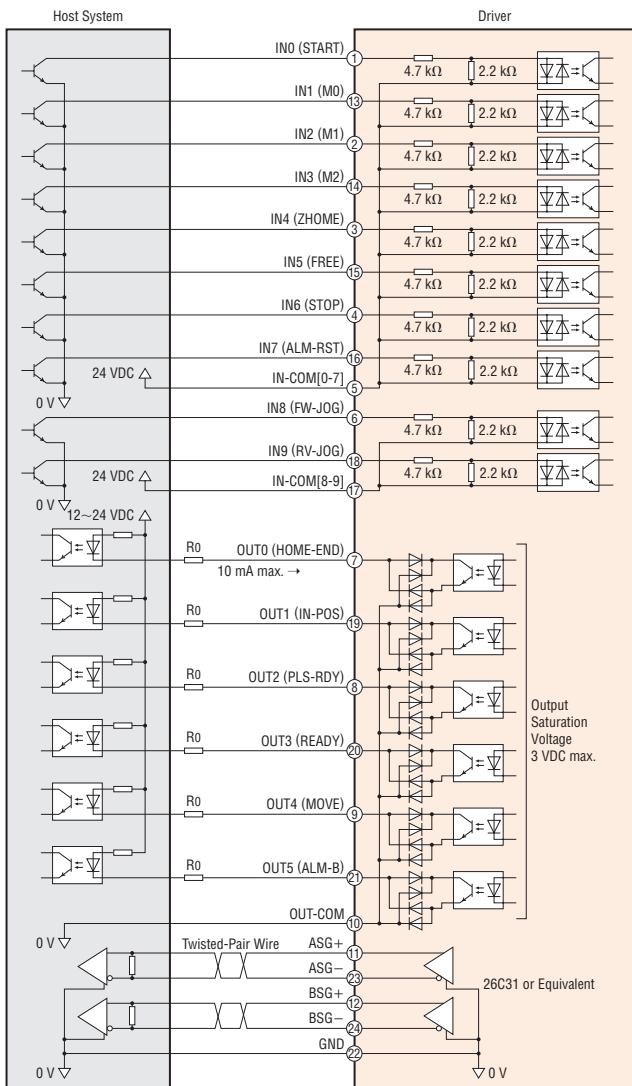 Host System
Driver
IN0 (START)
1
4.7 kΩ
2.2 kΩ
IN1 (M0)
13
4.7 kΩ
2.2 kΩ
IN2 (M1)
2
4.7 kΩ
2.2 kΩ
IN3 (M2)
14
4.7 kΩ
2.2 kΩ
IN4 (ZHOME)
3
4.7 kΩ
2.2 kΩ
IN5 (FREE)
15
4.7 kΩ
2.2 kΩ
IN6 (STOP)
4
4.7 kΩ
2.2 kΩ
IN7 (ALM-RST)
16
4.7 kΩ
2.2 kΩ
24 VDC
IN-COM[0-7]
5
0 V
IN8 (FW-JOG)
6
4.7 kΩ
2.2 kΩ
IN9 (RV-JOG)
18
4.7 kΩ
2.2 kΩ
24 VDC
IN-COM[8-9]
17
0 V
12~24 VDC
R0
OUT0 (HOME-END)
7
10 mA max. →
R0
OUT1 (IN-POS)
19
R0
OUT2 (PLS-RDY)
8
Output
Saturation
Voltage
3 VDC max.
R0
OUT3 (READY)
20
R0
OUT4 (MOVE)
9
R0
OUT5 (ALM-B)
21
OUT-COM
10
0 V
Twisted-Pair Wire
ASG+
11
ASG−
23
26C31 or Equivalent
BSG+
12
BSG−
24
GND
22
0 V
0 V